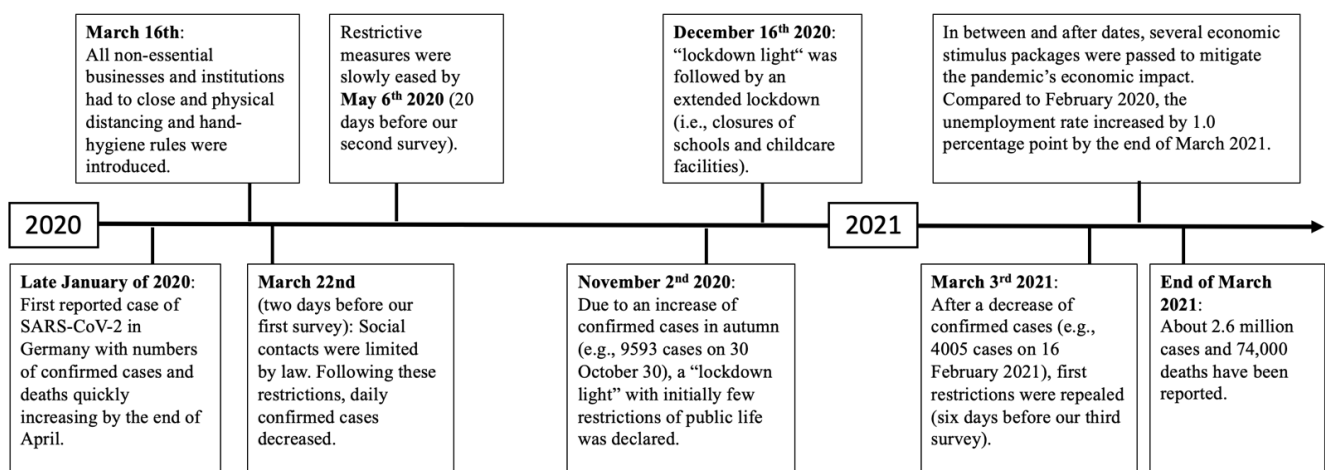 March 16th:
All non-essential
businesses and institutions
had to close and physical
distancing and hand-
hygiene rules were
introduced.
Restrictive
measures were
slowly eased by
May 6th 2020 (20
days before our
second survey).
December 16th 2020:
“lockdown light“ was
followed by an
extended lockdown
(i.e., closures of
schools and childcare
facilities).
In between and after dates, several economic
stimulus packages were passed to mitigate
the pandemic’s economic impact.
Compared to February 2020, the
unemployment rate increased by 1.0
percentage point by the end of March 2021.
2020
2021
Late January of 2020:
First reported case of
SARS-CoV-2 in
Germany with numbers
of confirmed cases and
deaths quickly
increasing by the end of
April.
March 22nd
(two days before our
first survey): Social
contacts were limited
by law. Following these
restrictions, daily
confirmed cases
decreased.
November 2nd 2020:
Due to an increase of
confirmed cases in autumn
(e.g., 9593 cases on 30
October 30), a “lockdown
light” with initially few
restrictions of public life
was declared.
March 3rd 2021:
After a decrease of
confirmed cases (e.g.,
4005 cases on 16
February 2021), first
restrictions were repealed
(six days before our third
survey).
End of March
2021:
About 2.6 million
cases and 74,000
deaths have been
reported.